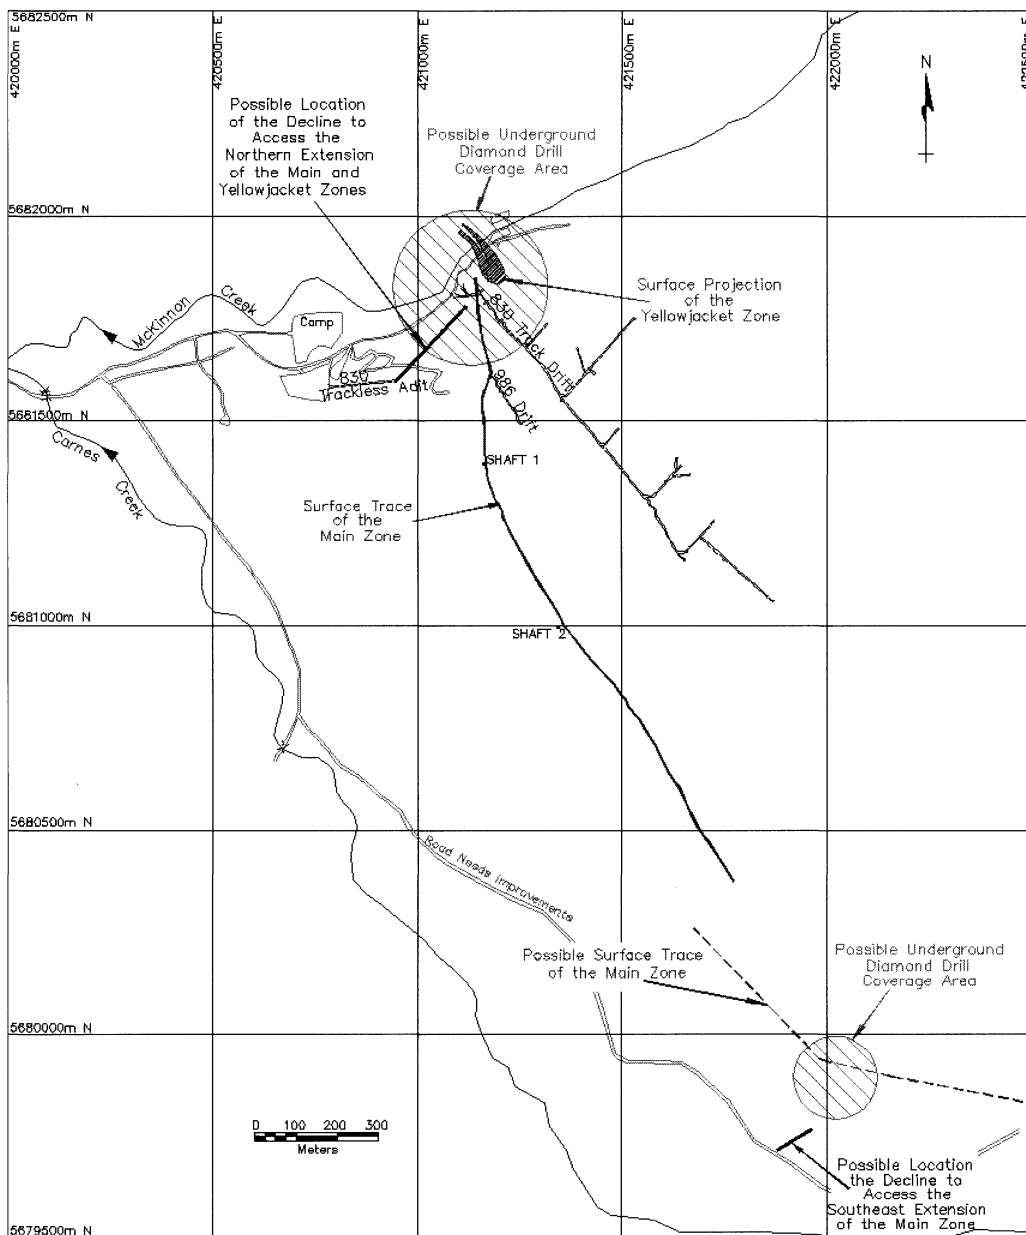 5682500m N
420000m E
420500m E
421000m E
421500m E
422000m E
N
Possible Location
of the Decline to
Access the
Northern Extension
of the Main and
Yellowjacket Zones
Possible Underground
Diamond Drill
Coverage Area
5682000m N
Surface Projection
of the
Yellowjacket Zone
McKinnon
Creek
Camp
830 Track Drift
830
Trackless Adit
986 Drift
5681500m N
Carnes
Creek
SHAFT 1
Surface Trace
of the
Main Zone
5681000m N
SHAFT 2
5680500m N
Road Needs Improvements
Possible Surface Trace
of the Main Zone
Possible Underground
Diamond Drill
Coverage Area
5680000m N
0 100 200 300
Meters
Possible Location
the Decline to
Access the
Southeast Extension
of the Main Zone
5679500m N